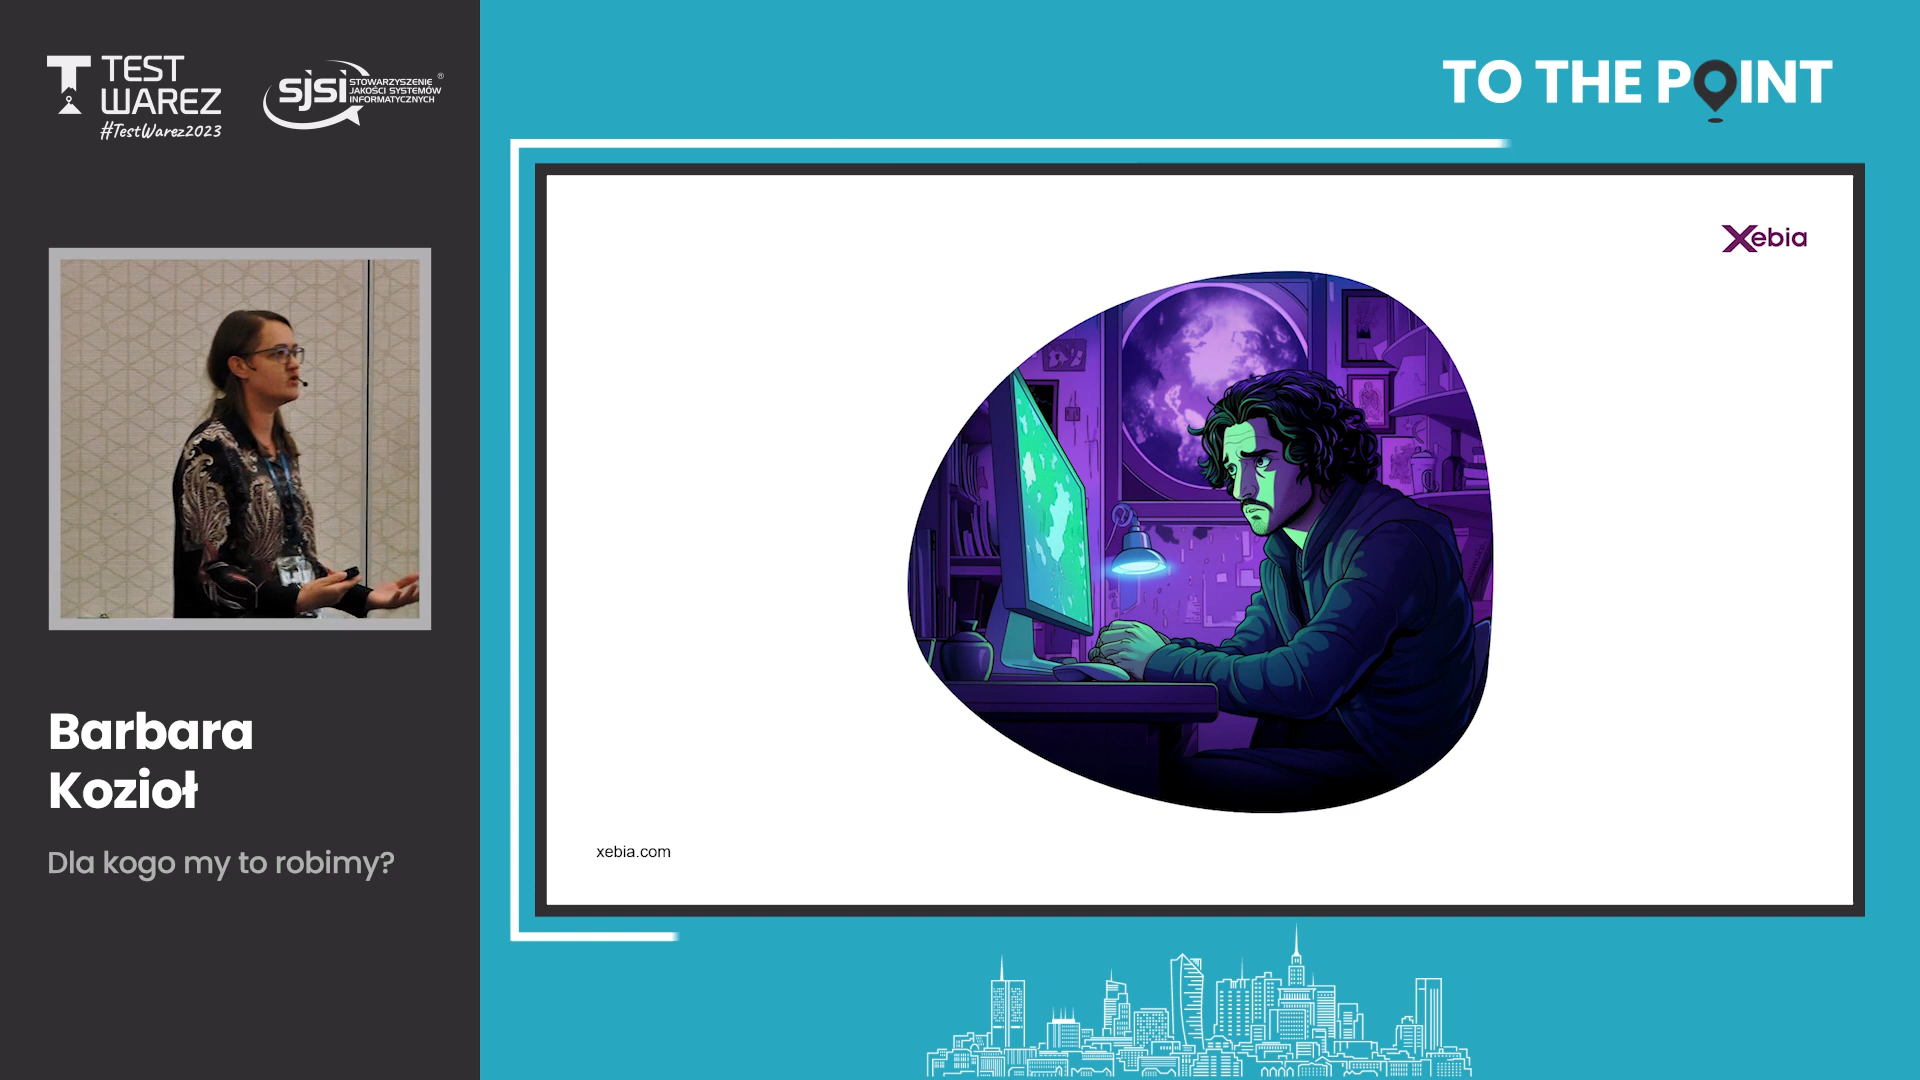 TEST
WAREZ
#TestWarez2023
sjsi
STOWARZYSZENIE
JAKOŚCI SYSTEMÓW
INFORMATYCZNYCH
®
TO THE POINT
Xebia
Barbara
Kozioł
Dla kogo my to robimy?
xebia.com